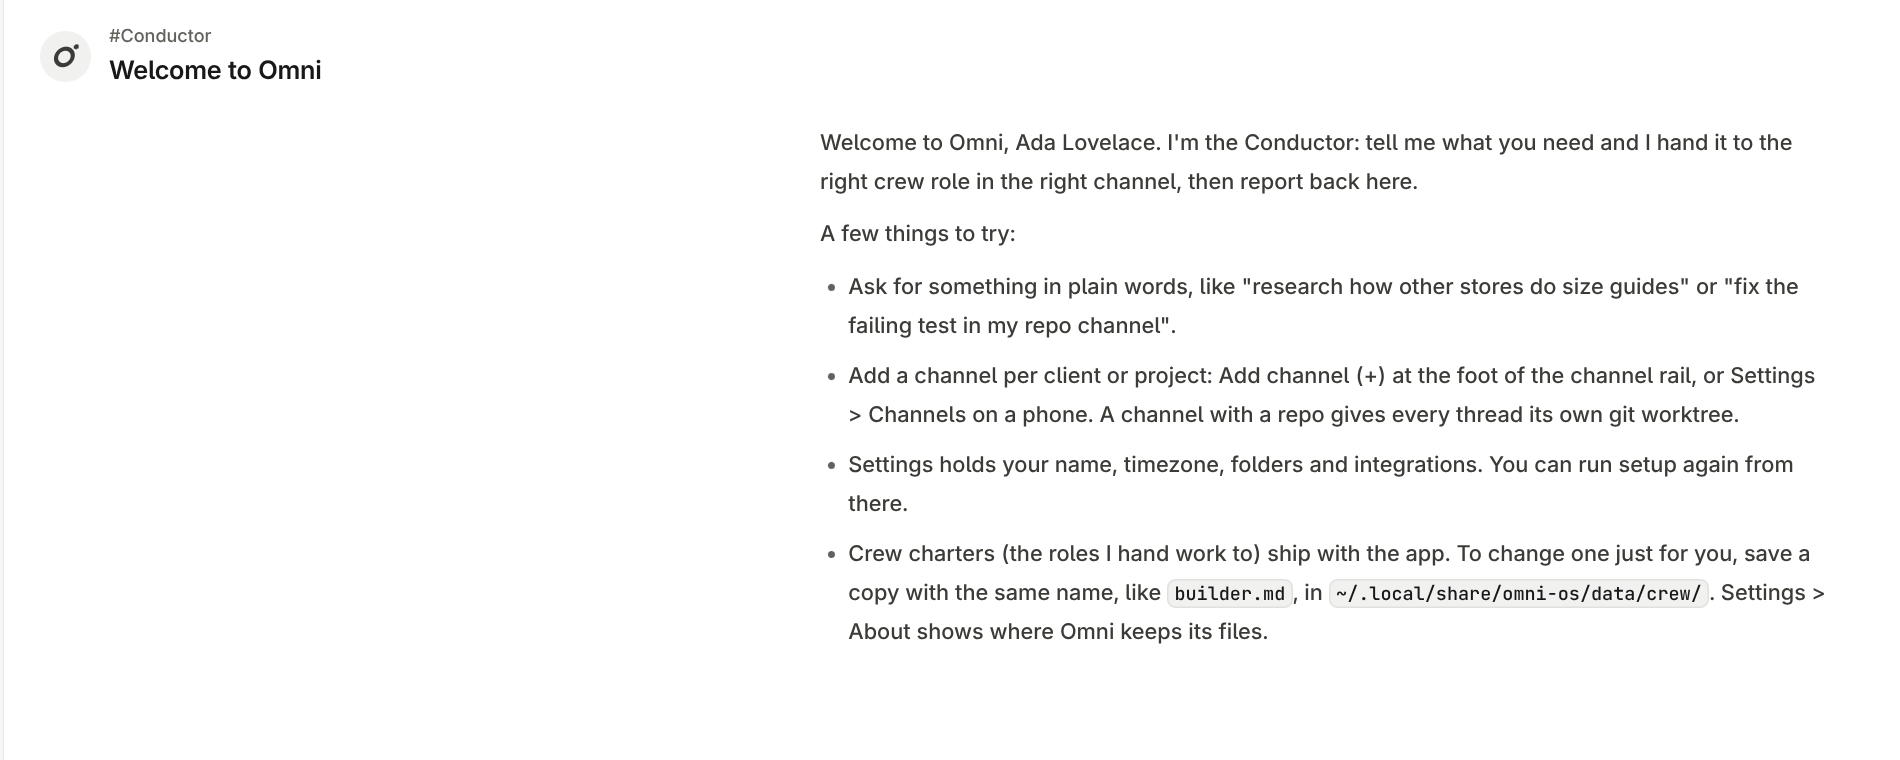 #Conductor
Welcome to Omni
Welcome to Omni, Ada Lovelace. I'm the Conductor: tell me what you need and I hand it to the
right crew role in the right channel, then report back here.
A few things to try:
• Ask for something in plain words, like "research how other stores do size guides" or "fix the
failing test in my repo channel".
• Add a channel per client or project: Add channel (+) at the foot of the channel rail, or Settings
> Channels on a phone. A channel with a repo gives every thread its own git worktree.
• Settings holds your name, timezone, folders and integrations. You can run setup again from
there.
• Crew charters (the roles I hand work to) ship with the app. To change one just for you, save a
copy with the same name, like builder.md, in ~/.local/share/omni-os/data/crew/. Settings >
About shows where Omni keeps its files.